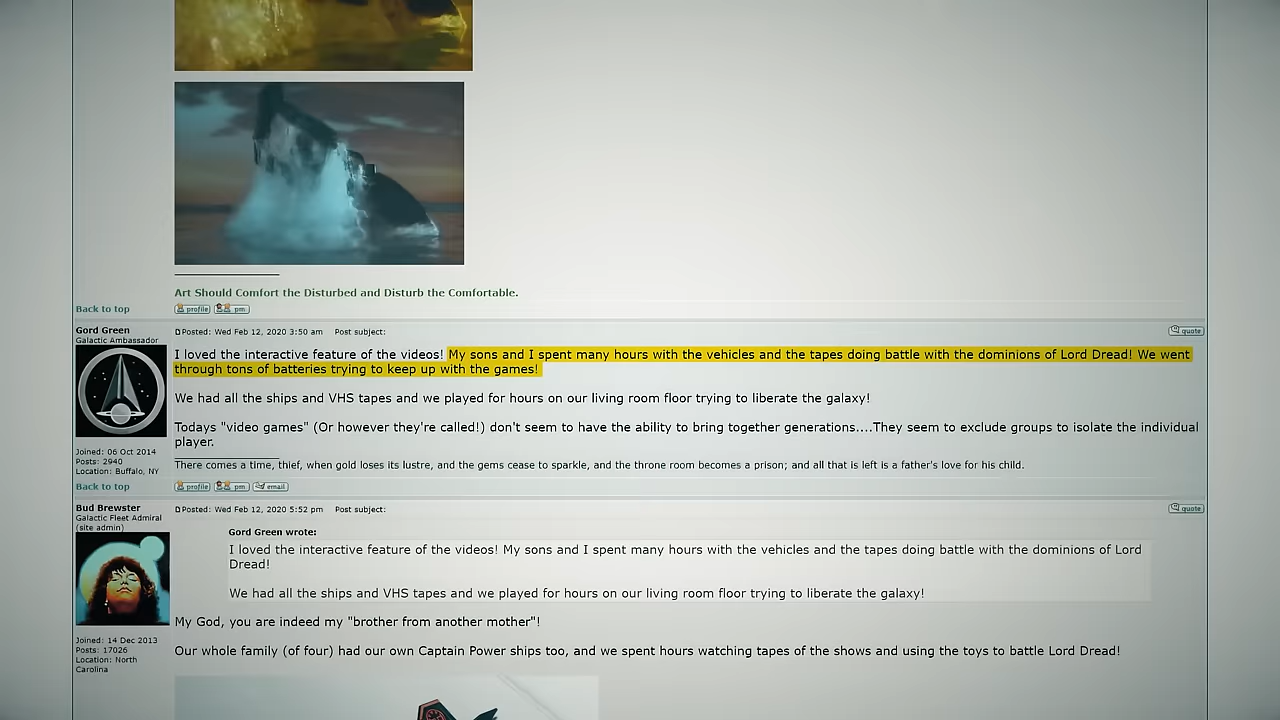 Art Should Comfort the Disturbed and Disturb the Comfortable.
Back to top
profile
pm
Gord Green
Galactic Ambassador
Joined: 06 Oct 2014
Posts: 2940
Location: Buffalo, NY
Posted: Wed Feb 12, 2020 3:50 am Post subject:
quote
I loved the interactive feature of the videos! My sons and I spent many hours with the vehicles and the tapes doing battle with the dominions of Lord Dread! We went
through tons of batteries trying to keep up with the games!
We had all the ships and VHS tapes and we played for hours on our living room floor trying to liberate the galaxy!
Todays "video games" (Or however they're called!) don't seem to have the ability to bring together generations....They seem to exclude groups to isolate the individual
player.
There comes a time, thief, when gold loses its lustre, and the gems cease to sparkle, and the throne room becomes a prison; and all that is left is a father's love for his child.
Back to top
profile
pm
email
Bud Brewster
Galactic Fleet Admiral
(site admin)
Joined: 14 Dec 2013
Posts: 17026
Location: North
Carolina
Posted: Wed Feb 12, 2020 5:52 pm Post subject:
quote
Gord Green wrote:
I loved the interactive feature of the videos! My sons and I spent many hours with the vehicles and the tapes doing battle with the dominions of Lord
Dread!
We had all the ships and VHS tapes and we played for hours on our living room floor trying to liberate the galaxy!
My God, you are indeed my "brother from another mother"!
Our whole family (of four) had our own Captain Power ships too, and we spent hours watching tapes of the shows and using the toys to battle Lord Dread!